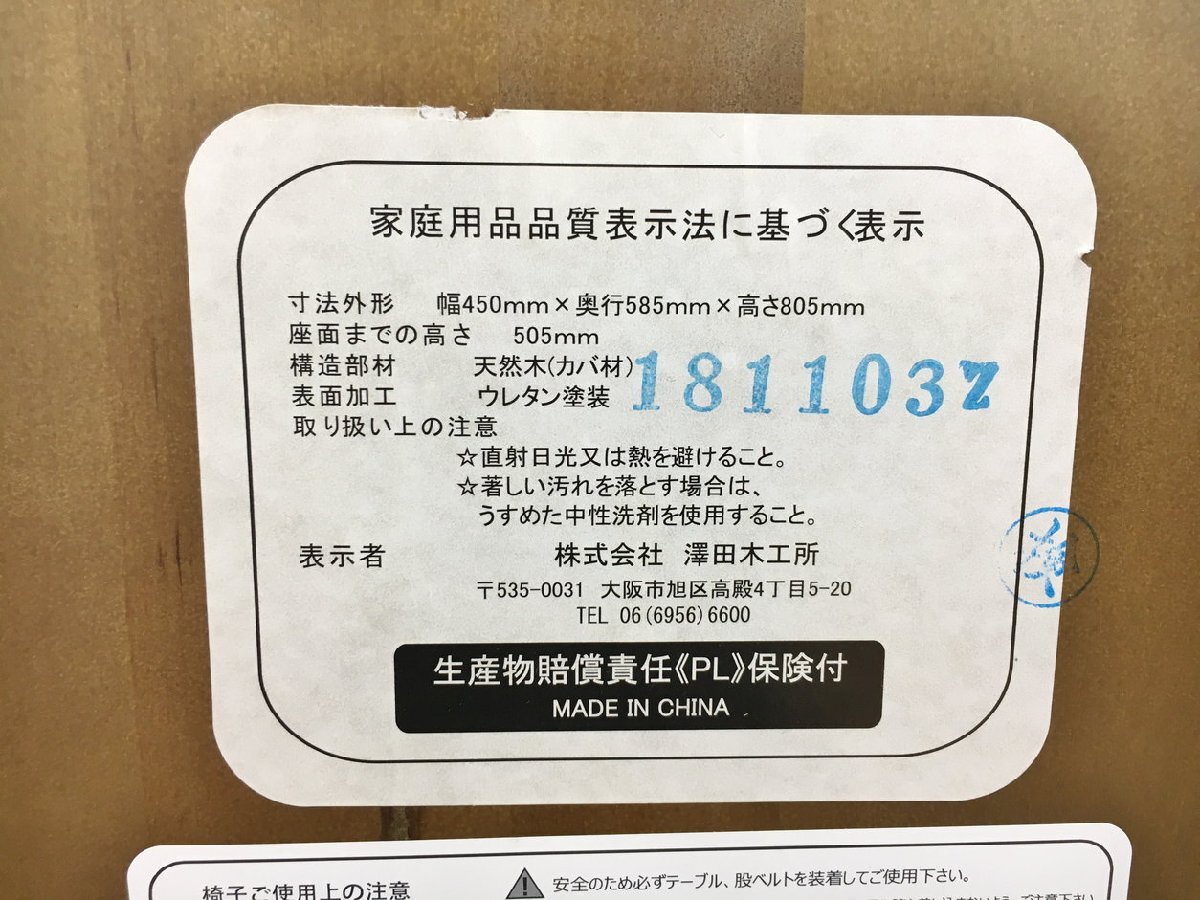 家庭用品品質表示法に基づく表示
寸法外形 幅450mm×奥行585mm×高さ805mm
座面までの高さ 505mm
構造部材 天然木(カバ材)
表面加工 ウレタン塗装
181103Z
取り扱い上の注意
☆直射日光又は熱を避けること。
☆著しい汚れを落とす場合は、
うすめた中性洗剤を使用すること。
表示者 株式会社 澤田木工所
〒535-0031 大阪市旭区高殿4丁目5-20
TEL 06(6956)6600
生産物賠償責任《PL》保険付
MADE IN CHINA
椅子ご使用上の注意
安全のため必ずテーブル、股ベルトを装着してご使用下さい。